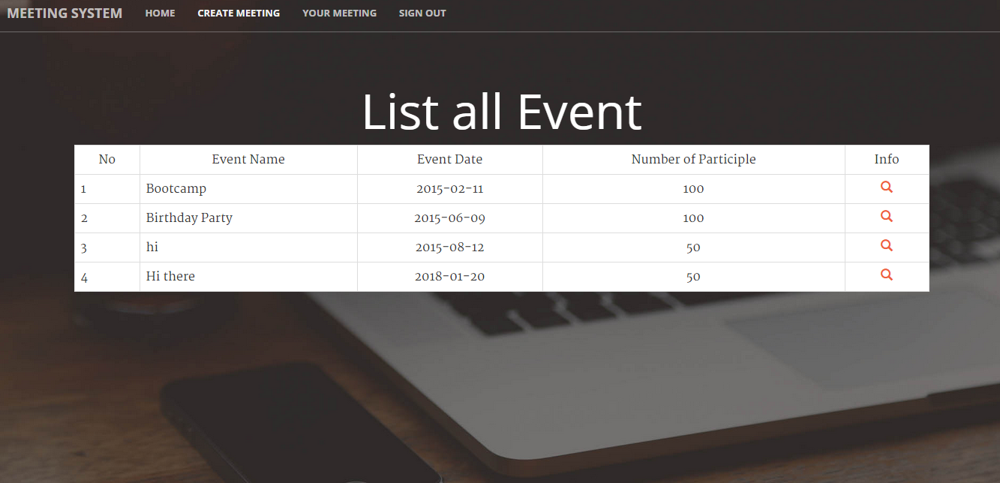 MEETING SYSTEM HOME CREATE MEETING YOUR MEETING SIGN OUT
List all Event
No Event Name Event Date Number of Participle Info
1 Bootcamp 2015-02-11 100
2 Birthday Party 2015-06-09 100
3 hi 2015-08-12 50
4 Hi there 2018-01-20 50